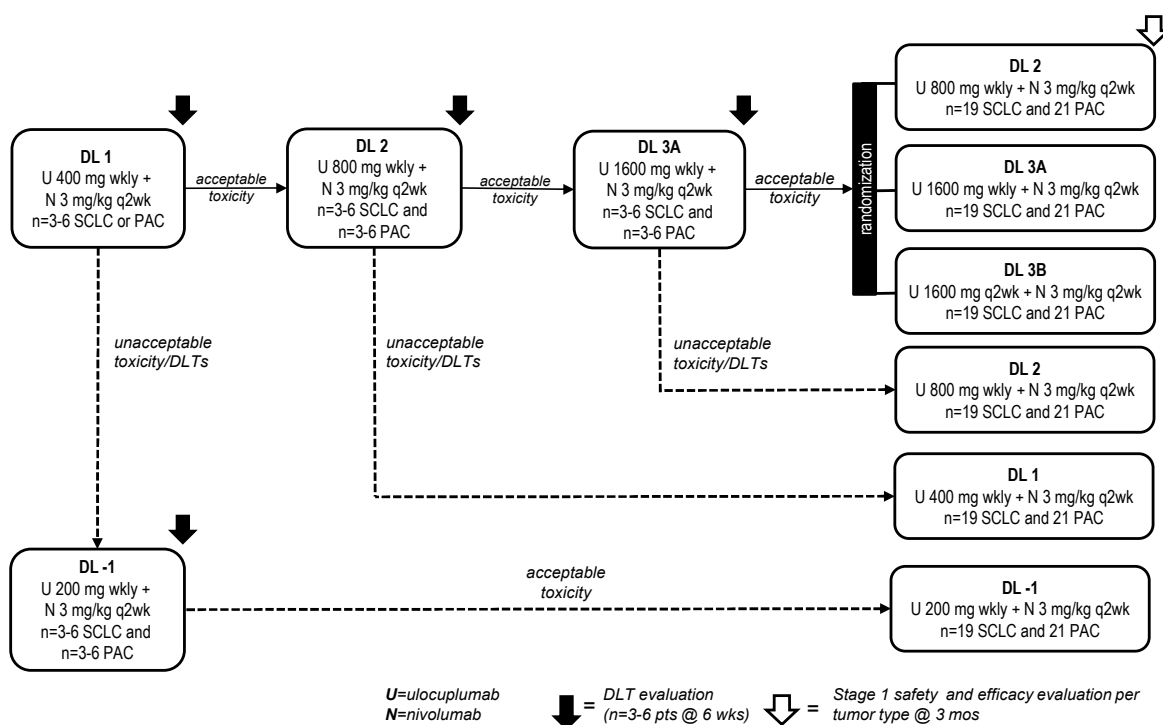 DL 1
U 400 mg wkly +
N 3 mg/kg q2wk
n=3-6 SCLC or PAC
acceptable
toxicity
DL 2
U 800 mg wkly +
N 3 mg/kg q2wk
n=3-6 SCLC and
n=3-6 PAC
acceptable
toxicity
DL 3A
U 1600 mg wkly +
N 3 mg/kg q2wk
n=3-6 SCLC and
n=3-6 PAC
acceptable
toxicity
randomization
DL 2
U 800 mg wkly + N 3 mg/kg q2wk
n=19 SCLC and 21 PAC
DL 3A
U 1600 mg wkly + N 3 mg/kg q2wk
n=19 SCLC and 21 PAC
DL 3B
U 1600 mg q2wk + N 3 mg/kg q2wk
n=19 SCLC and 21 PAC
unacceptable
toxicity/DLTs
unacceptable
toxicity/DLTs
unacceptable
toxicity/DLTs
DL 2
U 800 mg wkly + N 3 mg/kg q2wk
n=19 SCLC and 21 PAC
DL 1
U 400 mg wkly + N 3 mg/kg q2wk
n=19 SCLC and 21 PAC
DL -1
U 200 mg wkly +
N 3 mg/kg q2wk
n=3-6 SCLC and
n=3-6 PAC
acceptable
toxicity
DL -1
U 200 mg wkly + N 3 mg/kg q2wk
n=19 SCLC and 21 PAC
U=ulocuplumab
N=nivolumab
= DLT evaluation
(n=3-6 pts @ 6 wks)
= Stage 1 safety and efficacy evaluation per
tumor type @ 3 mos